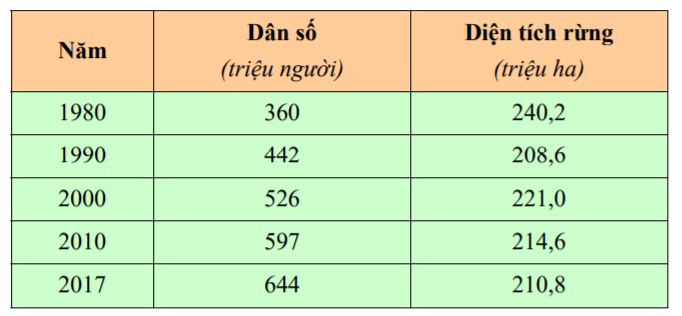 Năm Dân số Diện tích rừng
(triệu người) (triệu ha)
1980 360 240,2
1990 442 208,6
2000 526 221,0
2010 597 214,6
2017 644 210,8